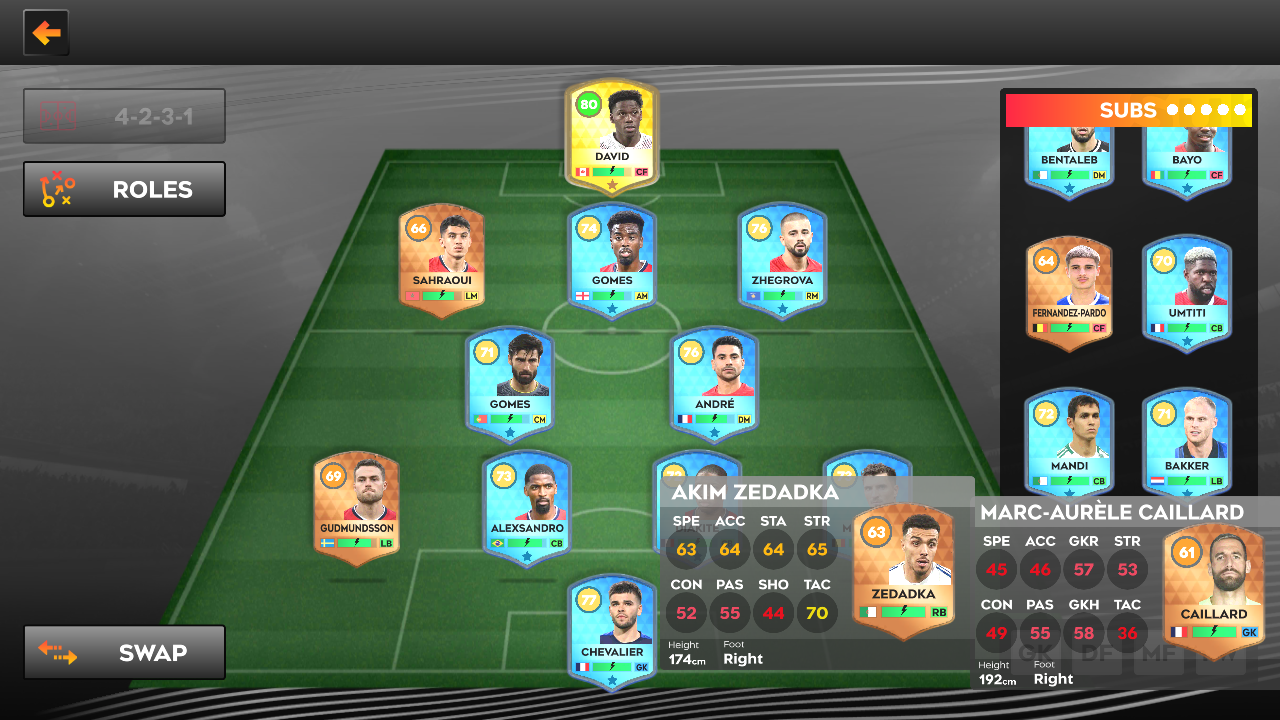 4-2-3-1
ROLES
SUBS
80
DAVID
CF
66
SAHRAOUI
LM
74
GOMES
AM
76
ZHEGROVA
RM
71
GOMES
CM
76
ANDRÉ
DM
69
GUDMUNDSSON
LB
73
ALEXSANDRO
CB
77
CHEVALIER
GK
BENTALEB
DM
BAYO
CF
64
FERNANDEZ-PARDO
CF
70
UMTITI
CB
72
MANDI
CB
71
BAKKER
LB
AKIM ZEDADKA
SPE ACC STA STR
63 64 64 65
CON PAS SHO TAC
52 55 44 70
Height Foot
174cm Right
63
ZEDADKA
RB
MARC-AURÈLE CAILLARD
SPE ACC GKR STR
45 46 57 53
CON PAS GKH TAC
49 55 58 36
Height Foot
192cm Right
61
CAILLARD
GK
GK DF MF
SWAP